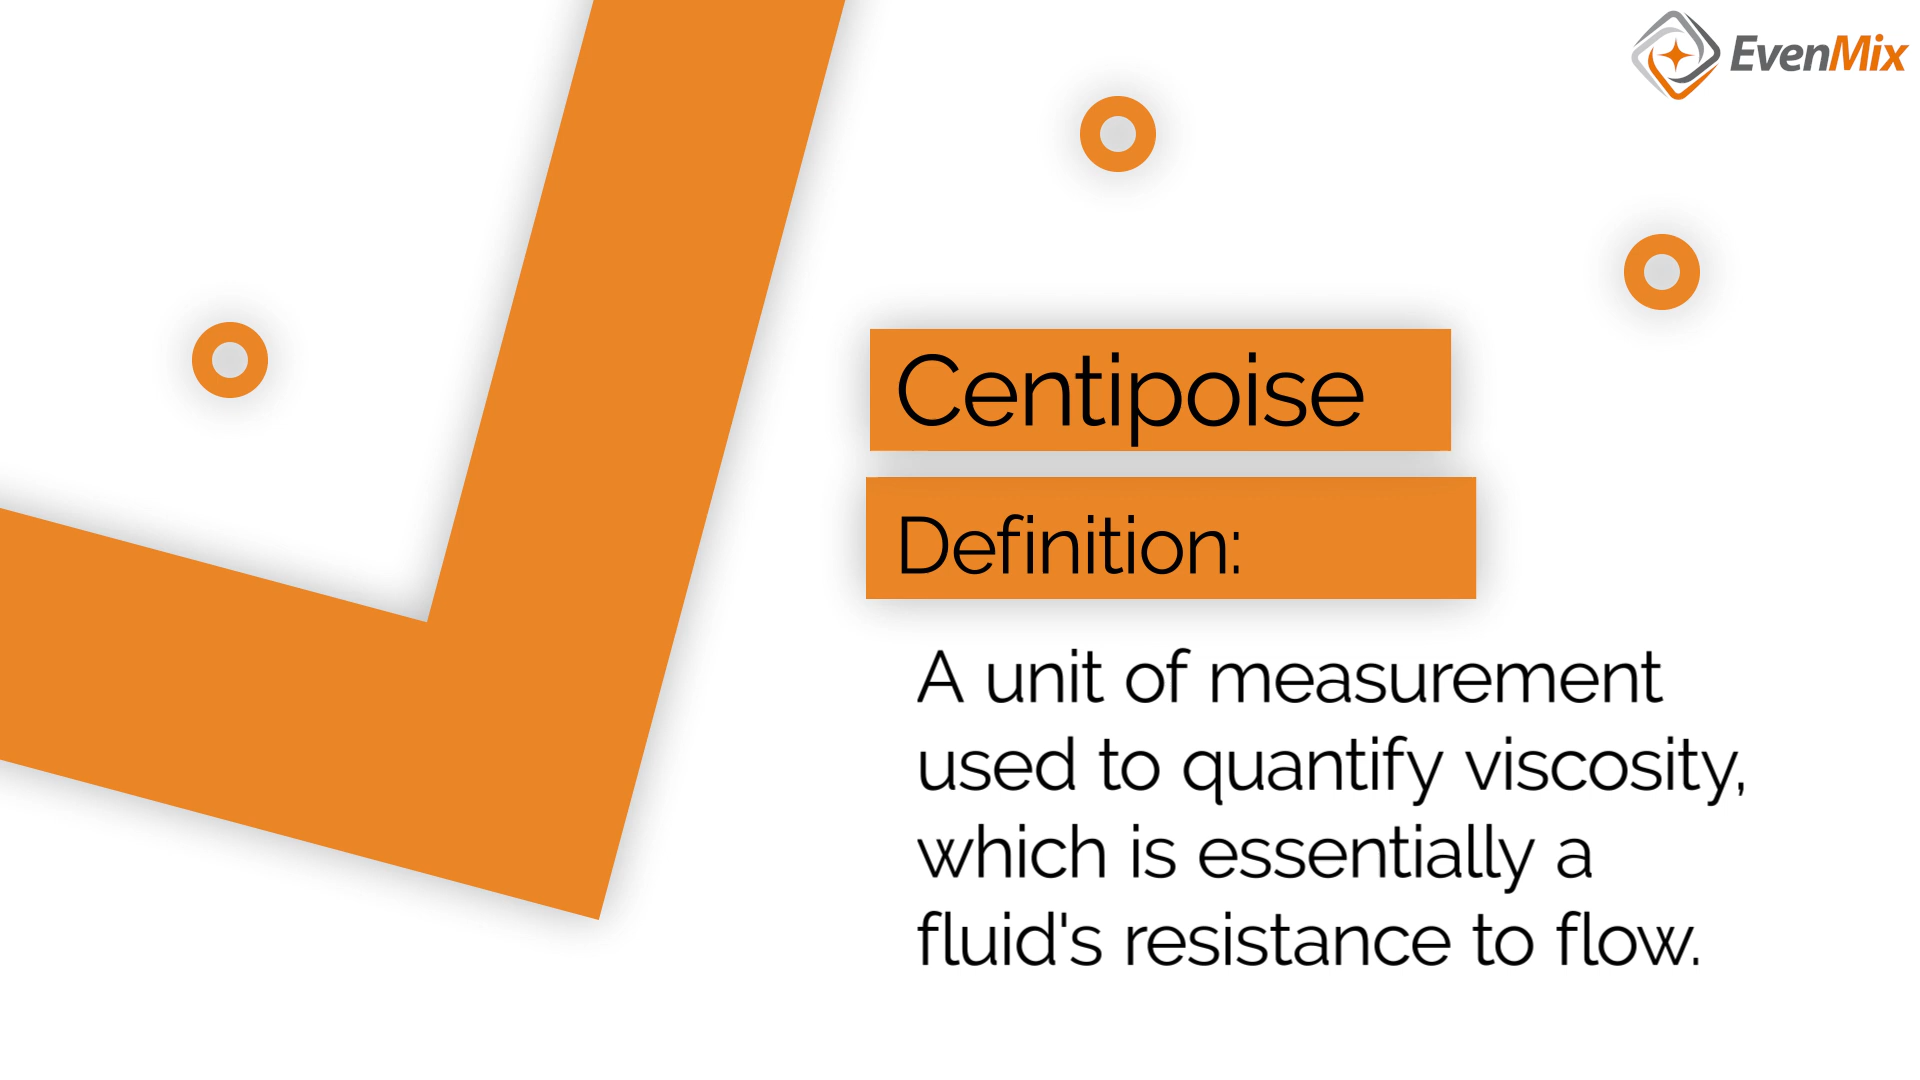 EvenMix
Centipoise
Definition:
A unit of measurement
used to quantify viscosity,
which is essentially a
fluid's resistance to flow.